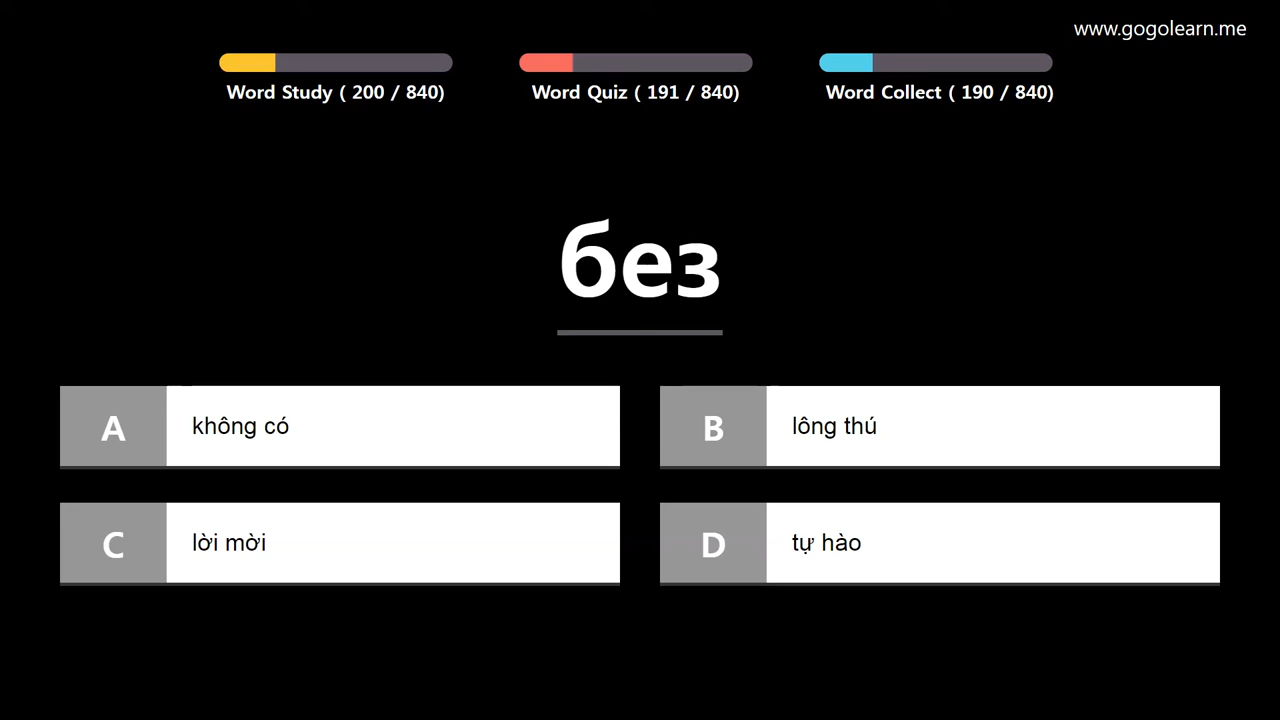 www.gogolearn.me
Word Study ( 200 / 840)
Word Quiz ( 191 / 840)
Word Collect ( 190 / 840)
без
A
không có
B
lông thú
C
lời mời
D
tự hào